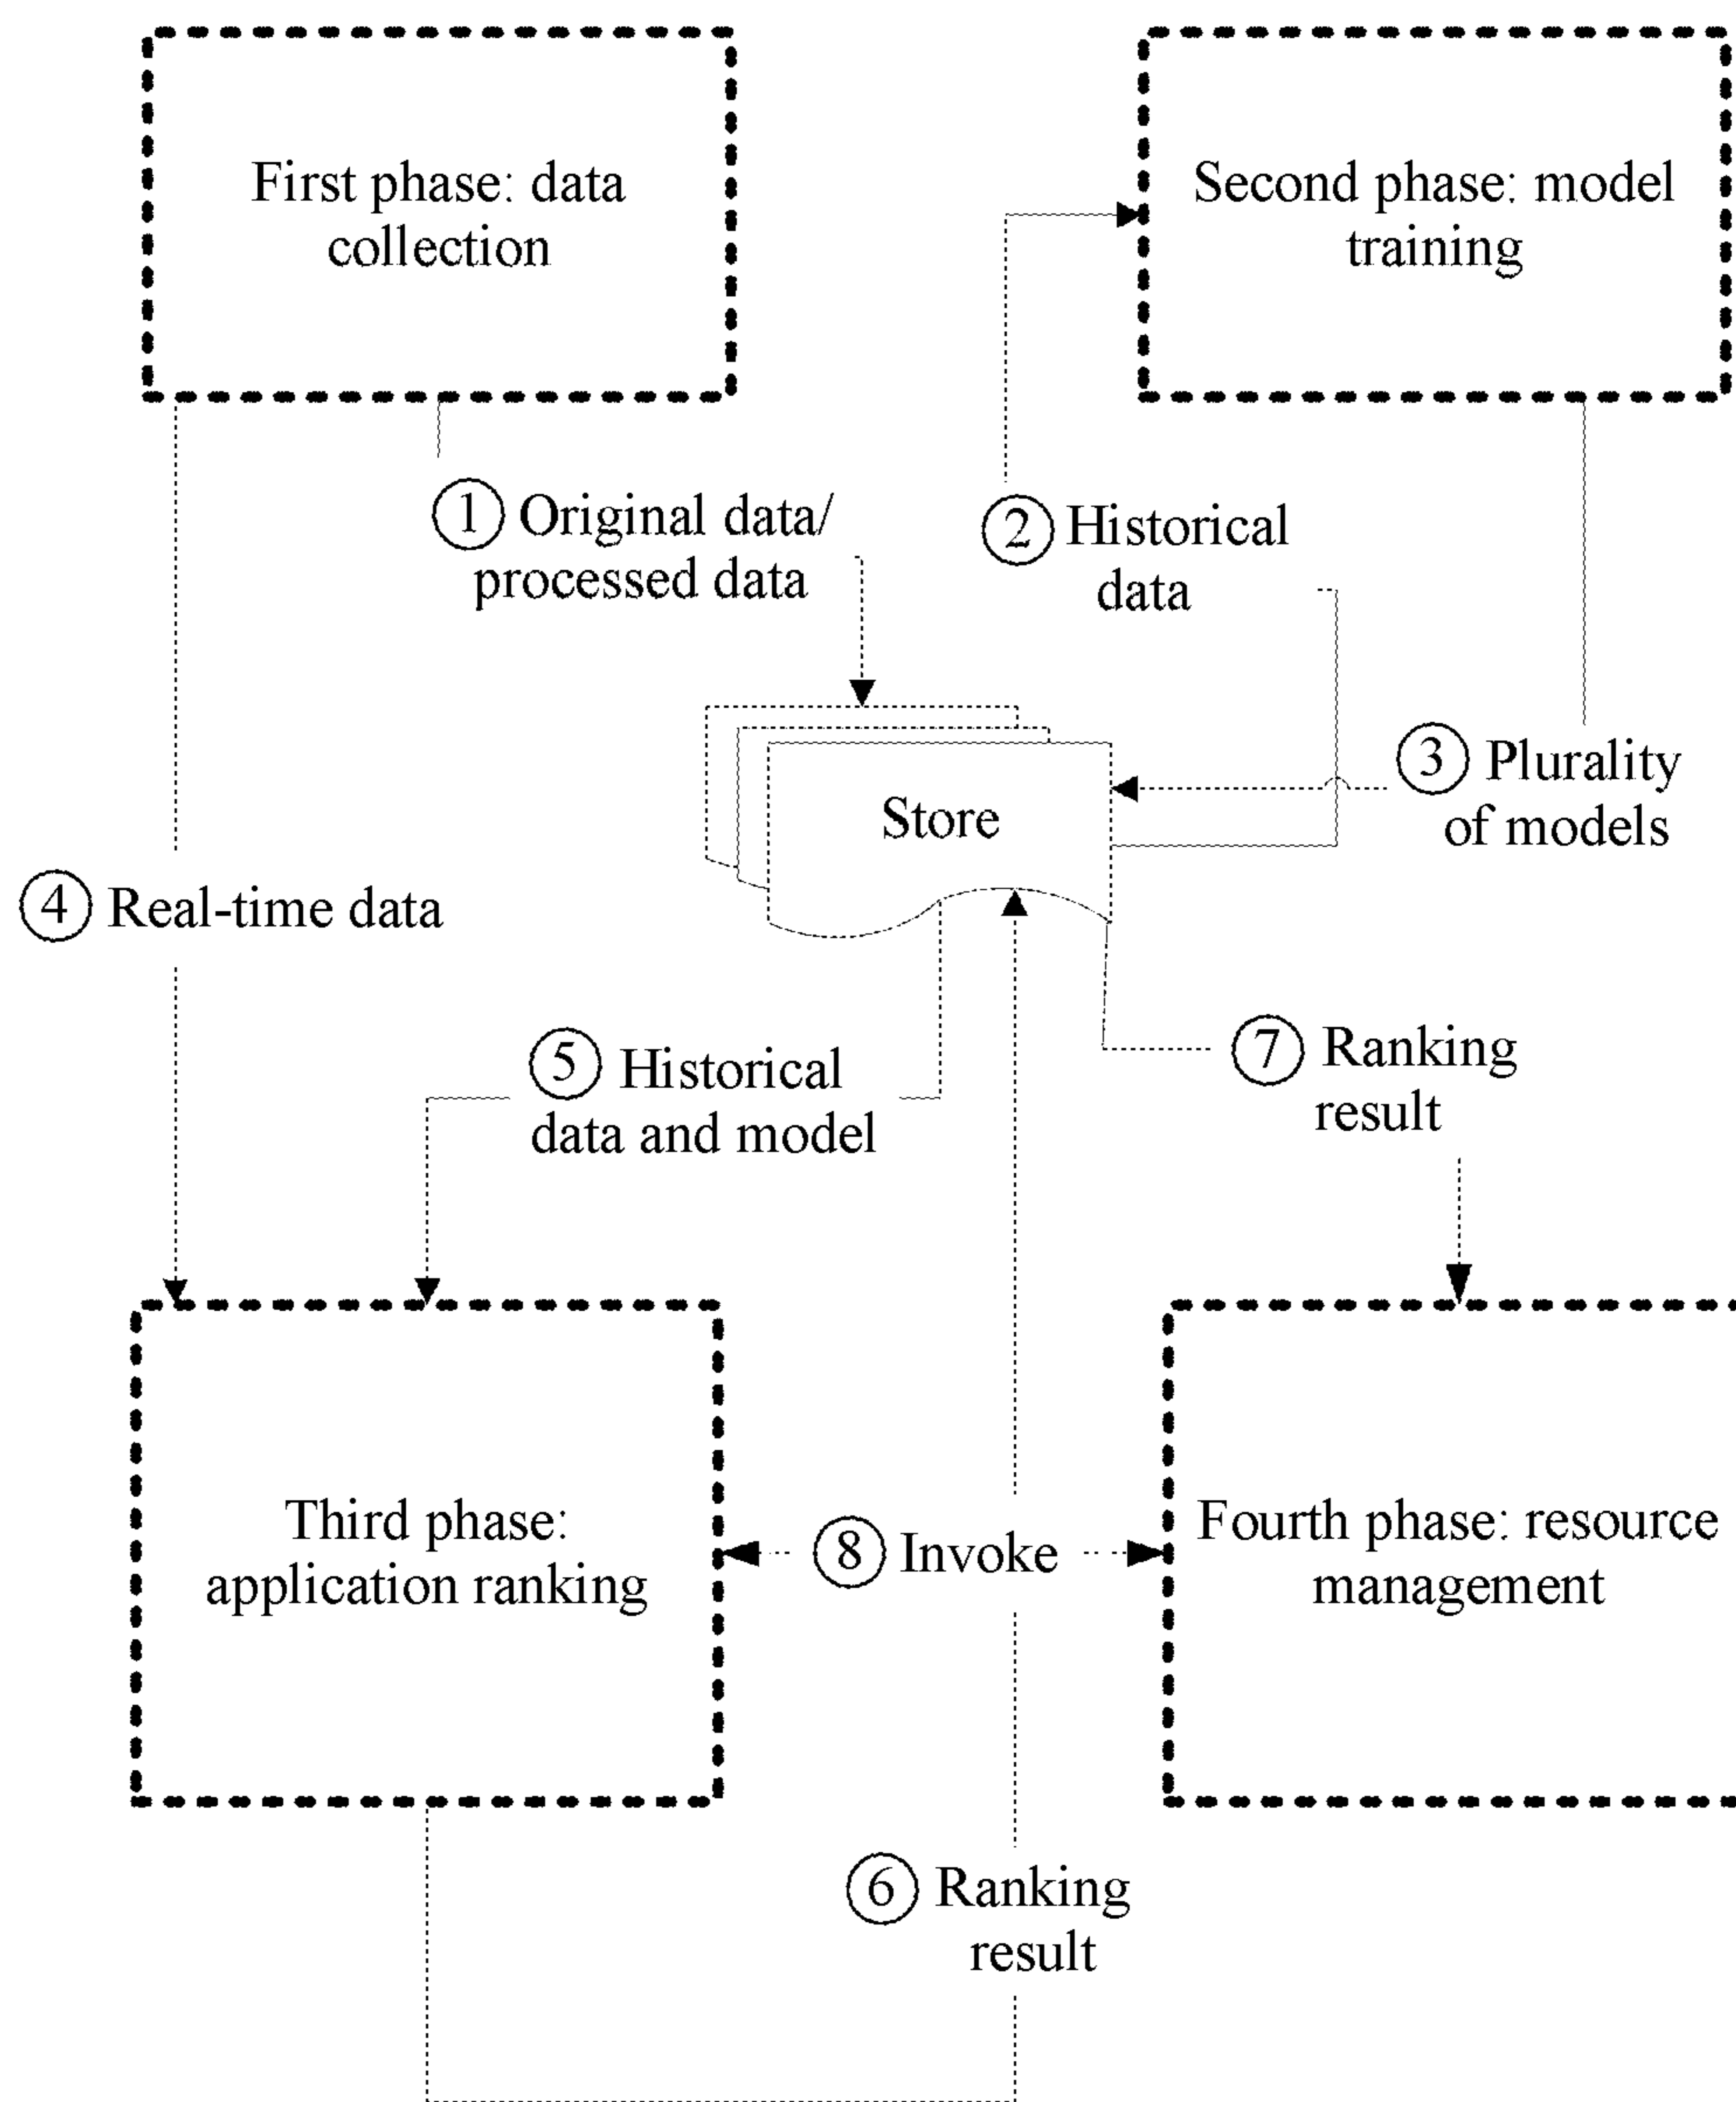 First phase: data
collection
Second phase: model
training
① Original data/
processed data
② Historical
data
③ Plurality
of models
Store
④ Real-time data
⑤ Historical
data and model
⑦ Ranking
result
Third phase:
application ranking
⑧ Invoke
Fourth phase: resource
management
⑥ Ranking
result